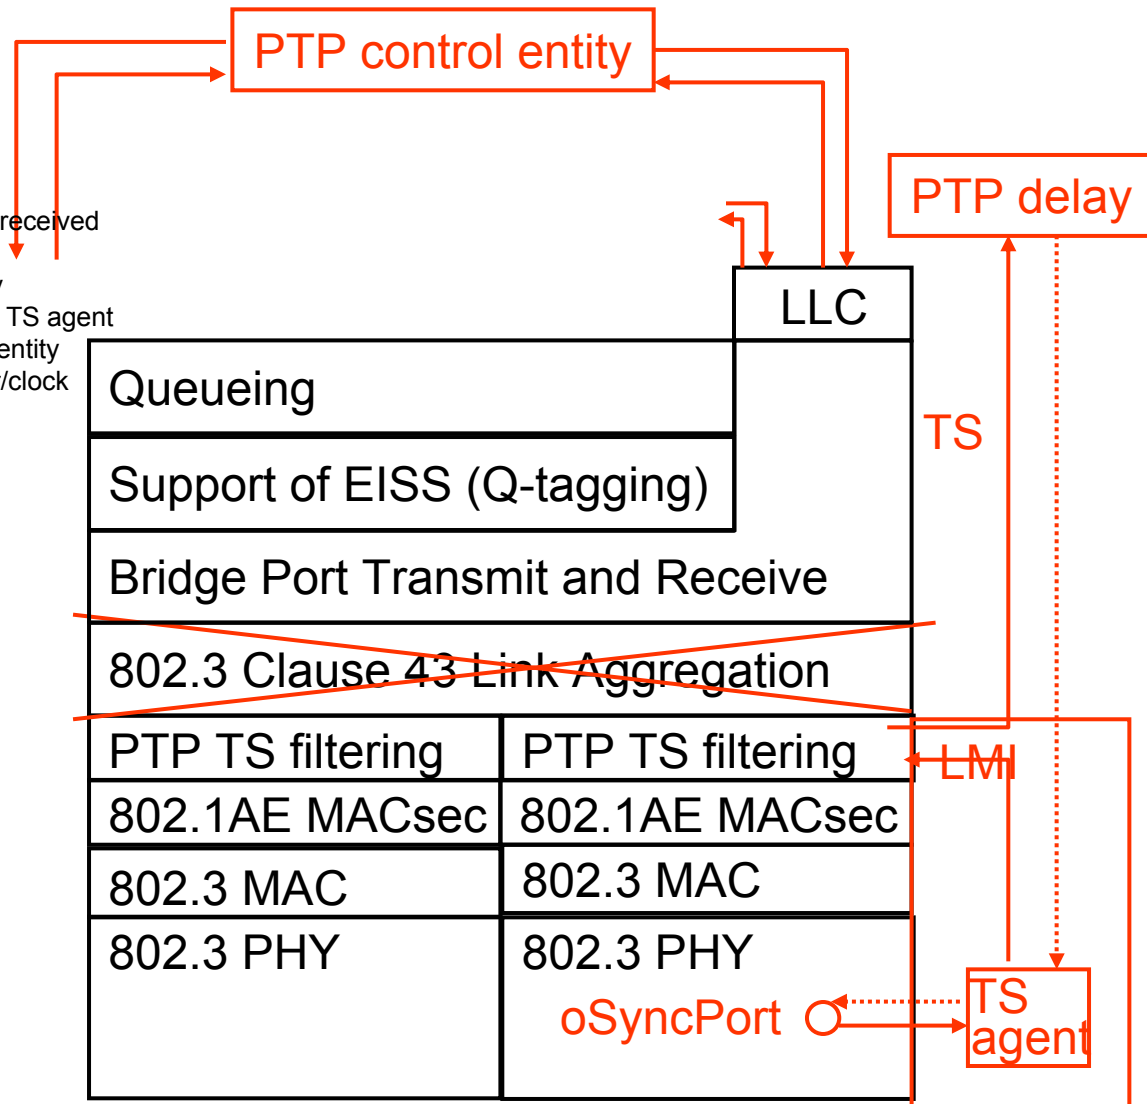 PTP control entity
PTP delay
received
TS agent
entity
/clock
LLC
Queueing
TS
Support of EISS (Q-tagging)
Bridge Port Transmit and Receive
802.3 Clause 43 Link Aggregation
PTP TS filtering
PTP TS filtering
LMI
802.1AE MACsec
802.1AE MACsec
802.3 MAC
802.3 MAC
802.3 PHY
802.3 PHY
oSyncPort
TS
agent